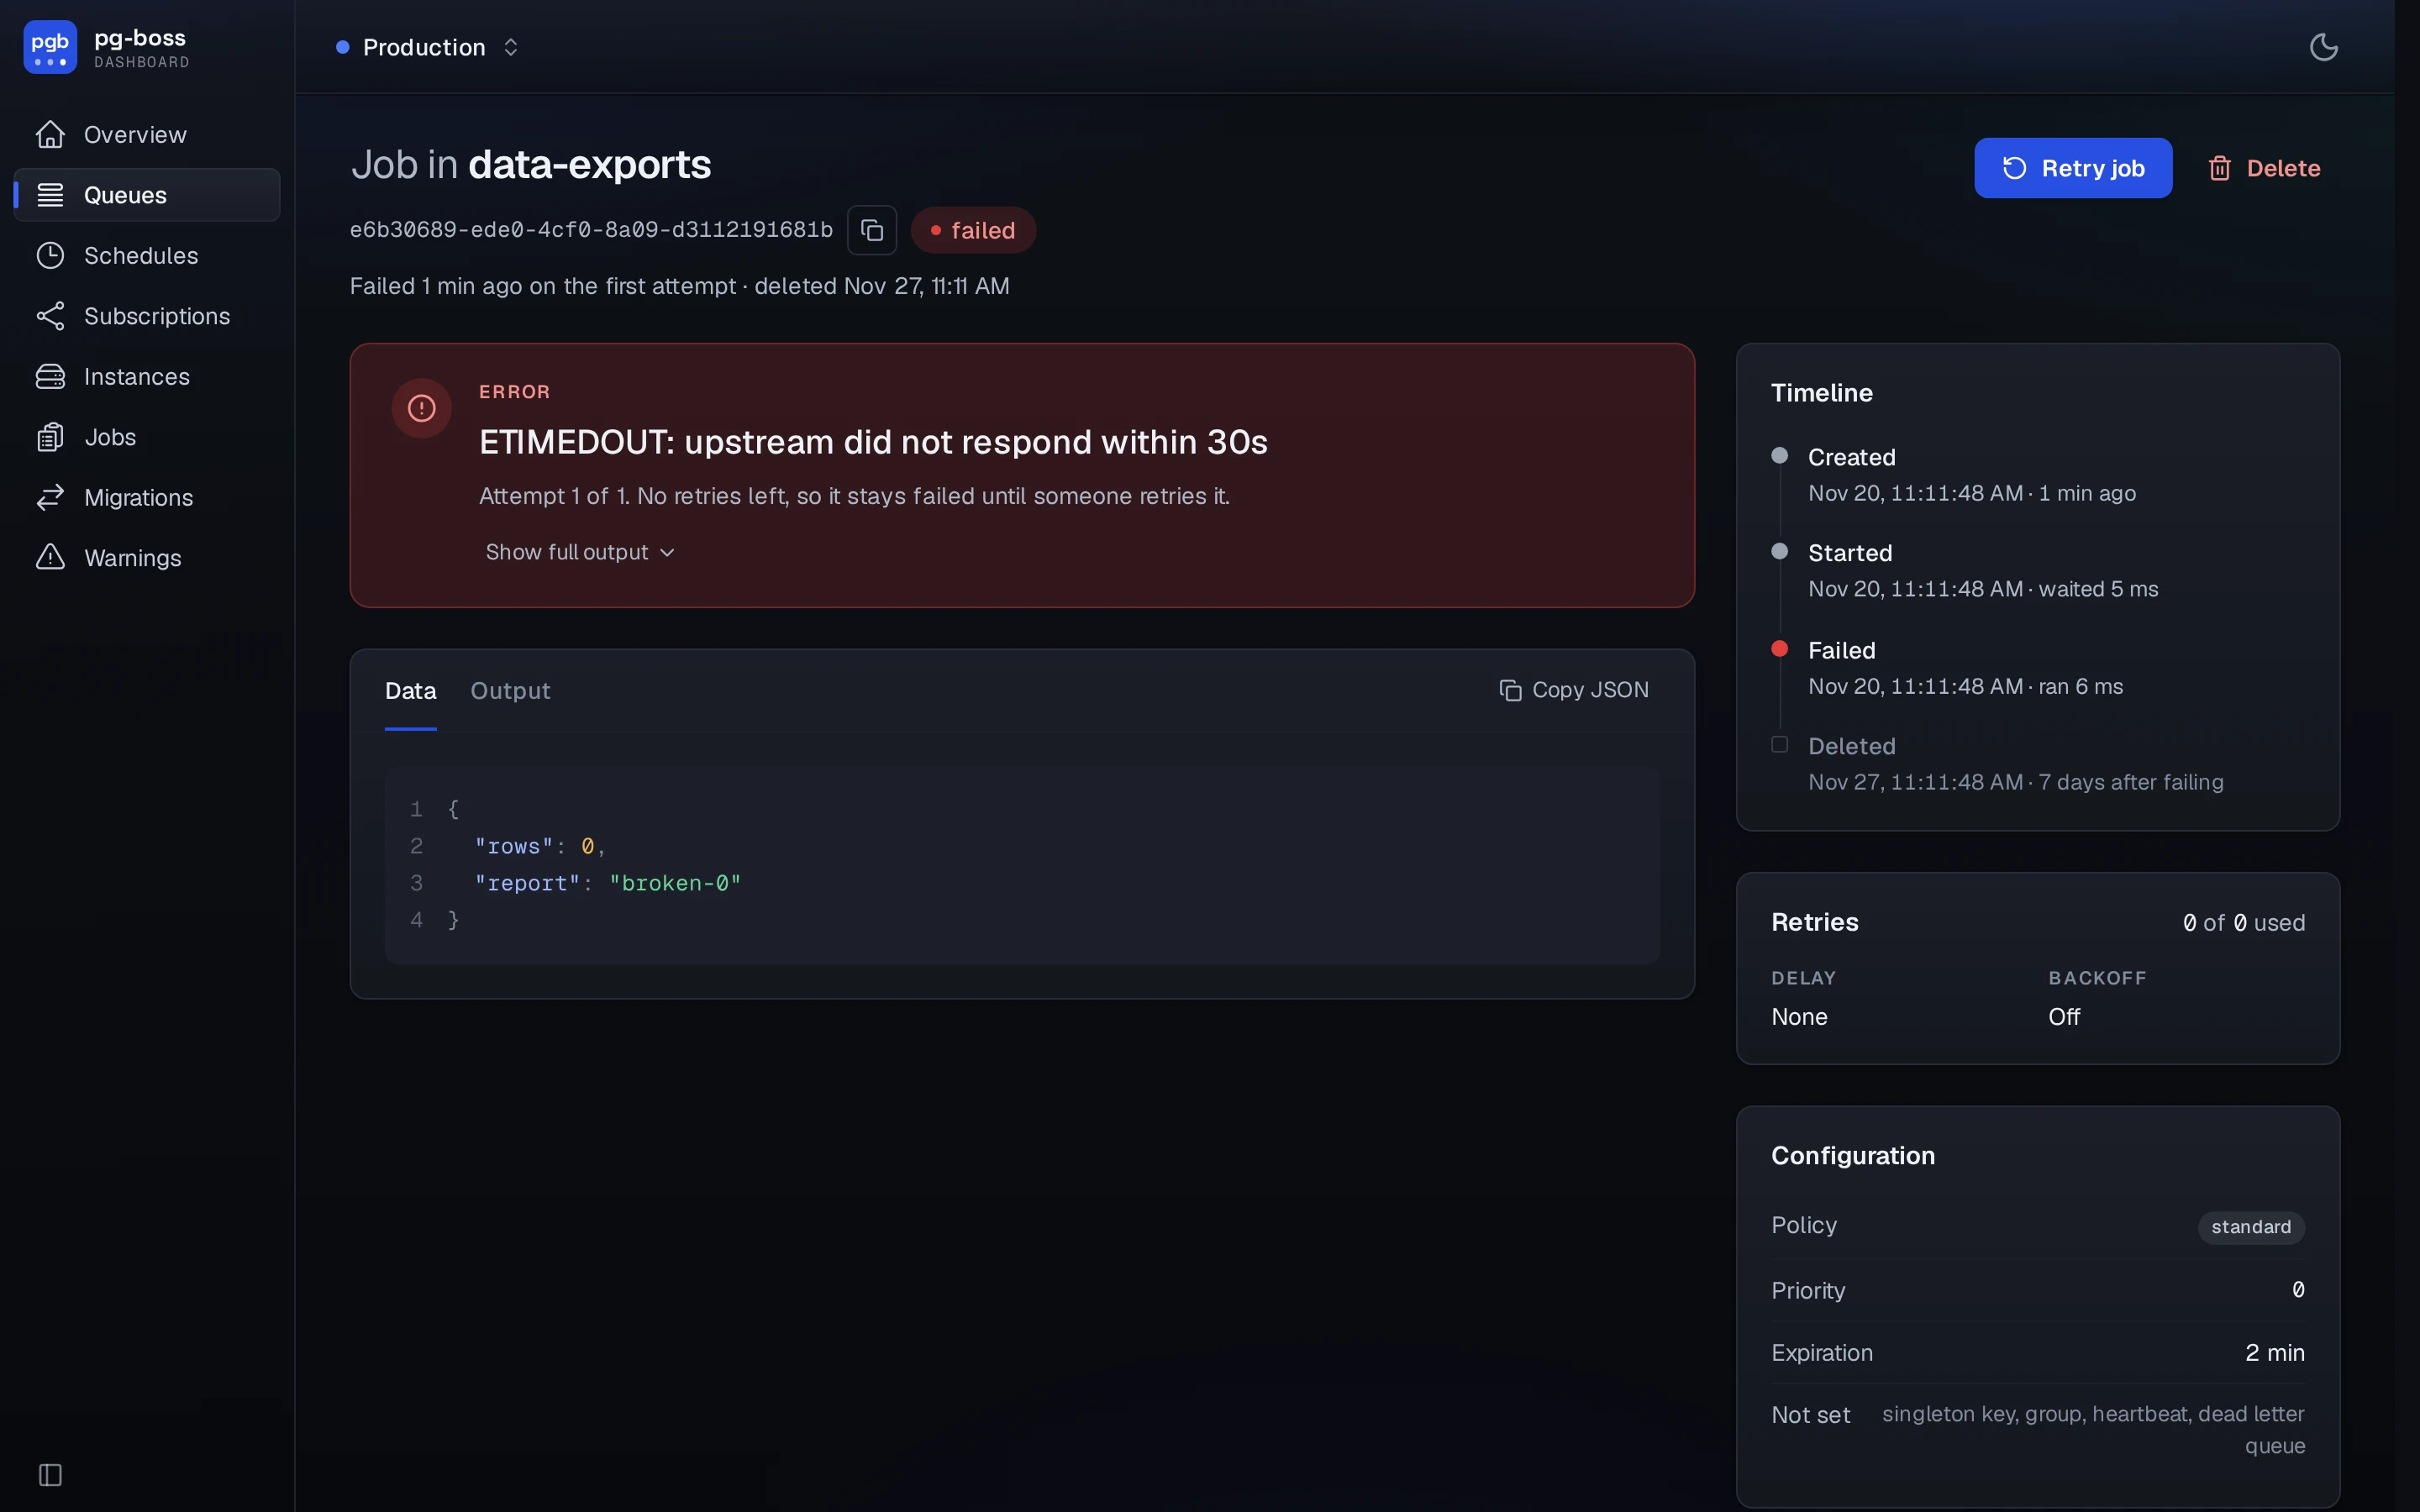 pgb
pg-boss
DASHBOARD
Overview
Queues
Schedules
Subscriptions
Instances
Jobs
Migrations
Warnings
Production
Job in data-exports
e6b30689-ede0-4cf0-8a09-d3112191681b
failed
Failed 1 min ago on the first attempt · deleted Nov 27, 11:11 AM
Retry job
Delete
ERROR
ETIMEDOUT: upstream did not respond within 30s
Attempt 1 of 1. No retries left, so it stays failed until someone retries it.
Show full output
Data
Output
Copy JSON
1 {
2 "rows": 0,
3 "report": "broken-0"
4 }
Timeline
Created
Nov 20, 11:11:48 AM · 1 min ago
Started
Nov 20, 11:11:48 AM · waited 5 ms
Failed
Nov 20, 11:11:48 AM · ran 6 ms
Deleted
Nov 27, 11:11:48 AM · 7 days after failing
Retries
0 of 0 used
DELAY
BACKOFF
None
Off
Configuration
Policy
standard
Priority
0
Expiration
2 min
Not set
singleton key, group, heartbeat, dead letter
queue